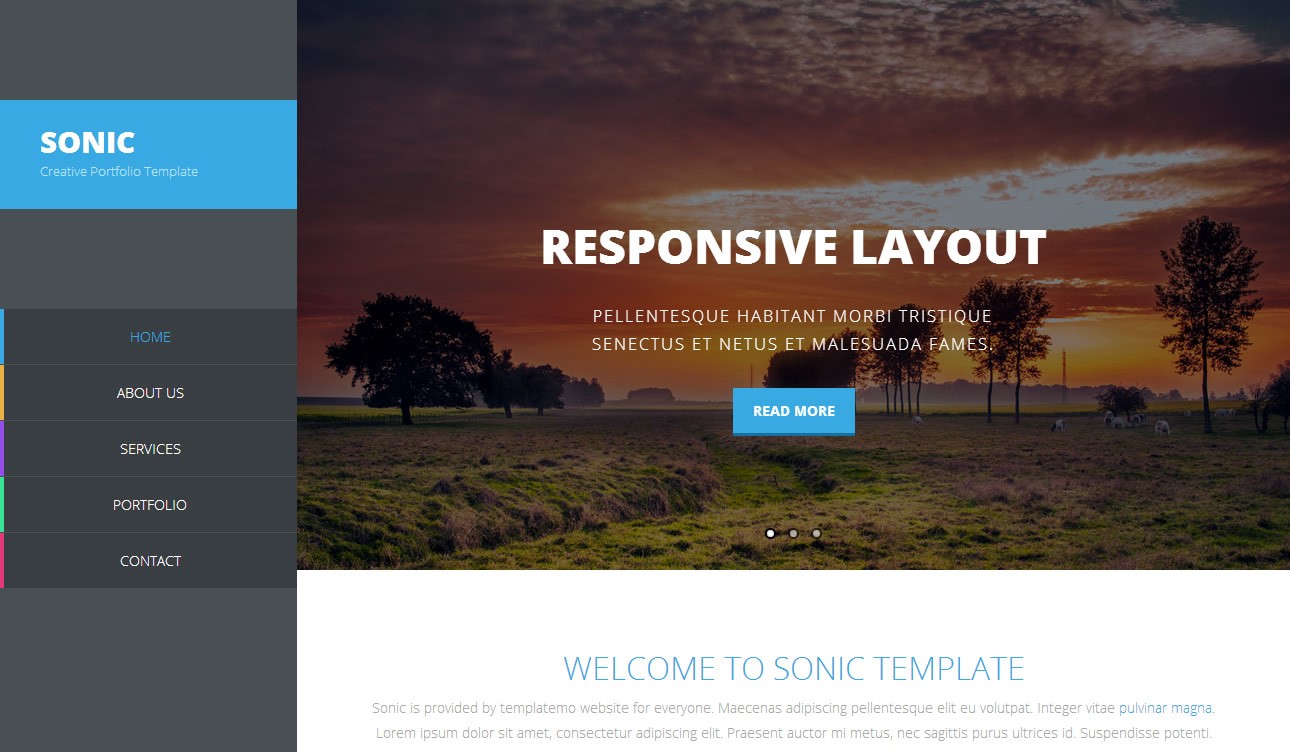 SONIC
Creative Portfolio Template
HOME
ABOUT US
SERVICES
PORTFOLIO
CONTACT
RESPONSIVE LAYOUT
PELLENTESQUE HABITANT MORBI TRISTIQUE
SENECTUS ET NETUS ET MALESUADA FAMES.
READ MORE
WELCOME TO SONIC TEMPLATE
Sonic is provided by templatemo website for everyone. Maecenas adipiscing pellentesque elit eu volutpat. Integer vitae pulvinar magna.
Lorem ipsum dolor sit amet, consectetur adipiscing elit. Praesent auctor mi metus, nec sagittis purus ultrices id. Suspendisse potenti.